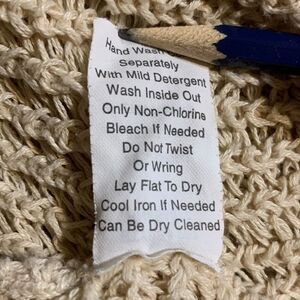 Hand Wash
Separately
With Mild Detergent
Wash Inside Out
Only Non-Chlorine
Bleach If Needed
Do Not Twist
Or Wring
Lay Flat To Dry
Cool Iron If Needed
Can Be Dry Cleaned